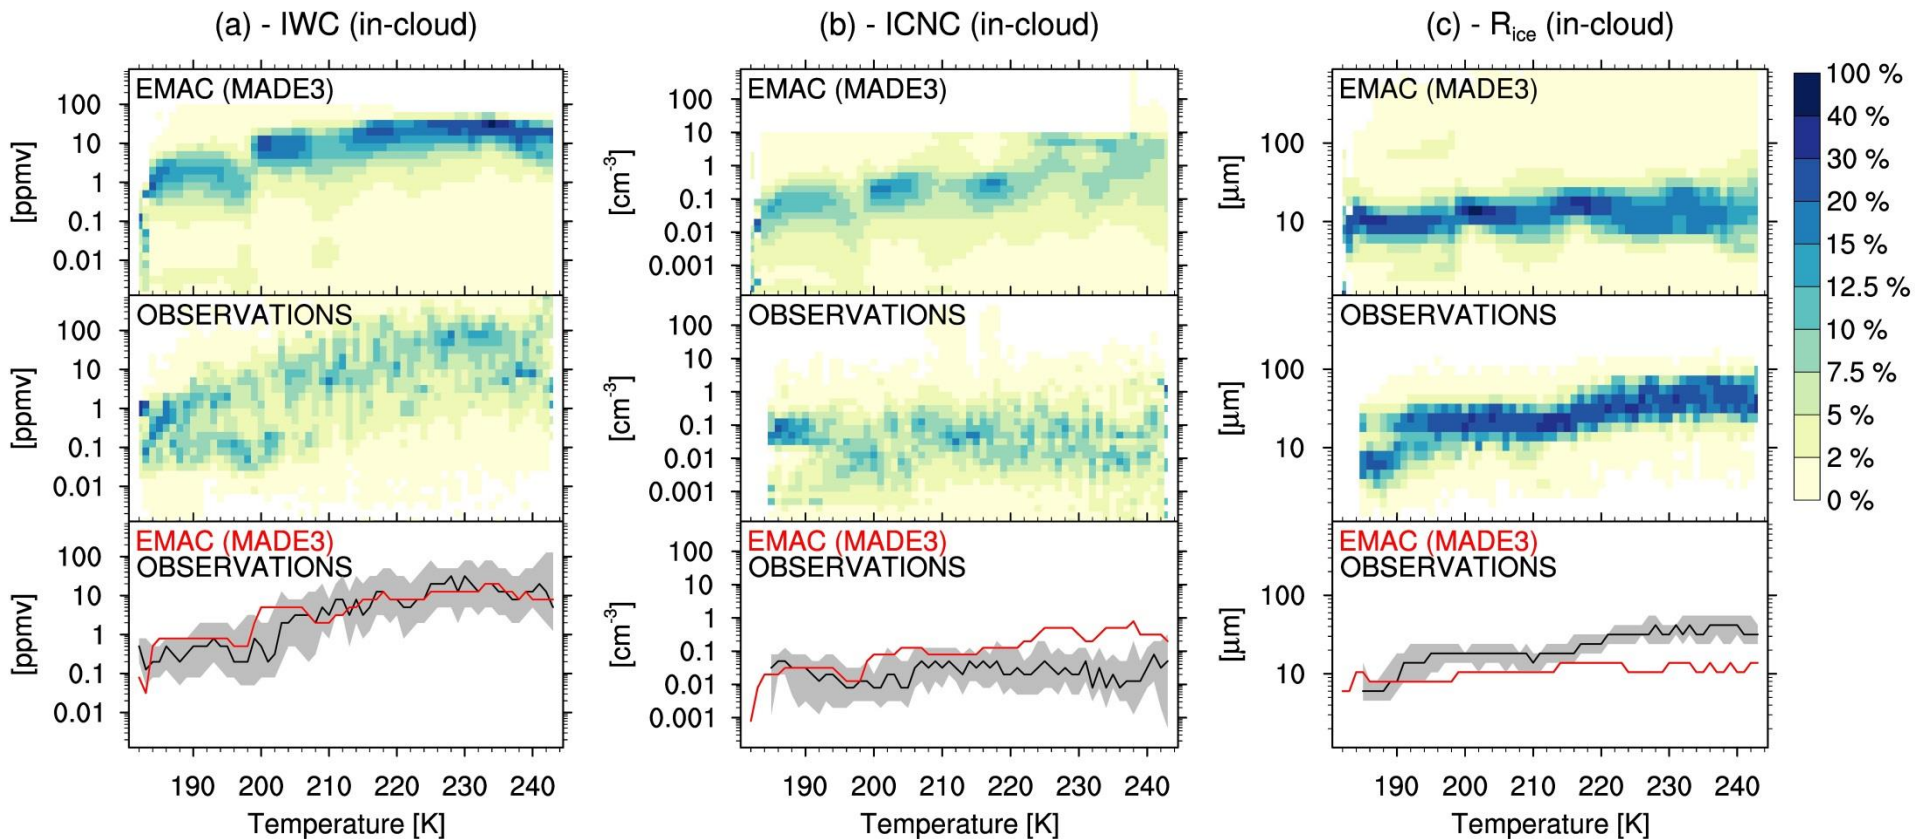 (a) - IWC (in-cloud)
(b) - ICNC (in-cloud)
(c) - Rice (in-cloud)
EMAC (MADE3)
100
10
1
0.1
0.01
[ppmv]
EMAC (MADE3)
100
10
1
0.1
0.01
0.001
[cm⁻³]
EMAC (MADE3)
100
10
[µm]
100 %
40 %
30 %
20 %
15 %
12.5 %
10 %
7.5 %
5 %
2 %
0 %
OBSERVATIONS
100
10
1
0.1
0.01
[ppmv]
OBSERVATIONS
100
10
1
0.1
0.01
0.001
[cm⁻³]
OBSERVATIONS
100
10
[µm]
EMAC (MADE3)
OBSERVATIONS
100
10
1
0.1
0.01
[ppmv]
190 200 210 220 230 240
Temperature [K]
EMAC (MADE3)
OBSERVATIONS
100
10
1
0.1
0.01
0.001
[cm⁻³]
190 200 210 220 230 240
Temperature [K]
EMAC (MADE3)
OBSERVATIONS
100
10
[µm]
190 200 210 220 230 240
Temperature [K]